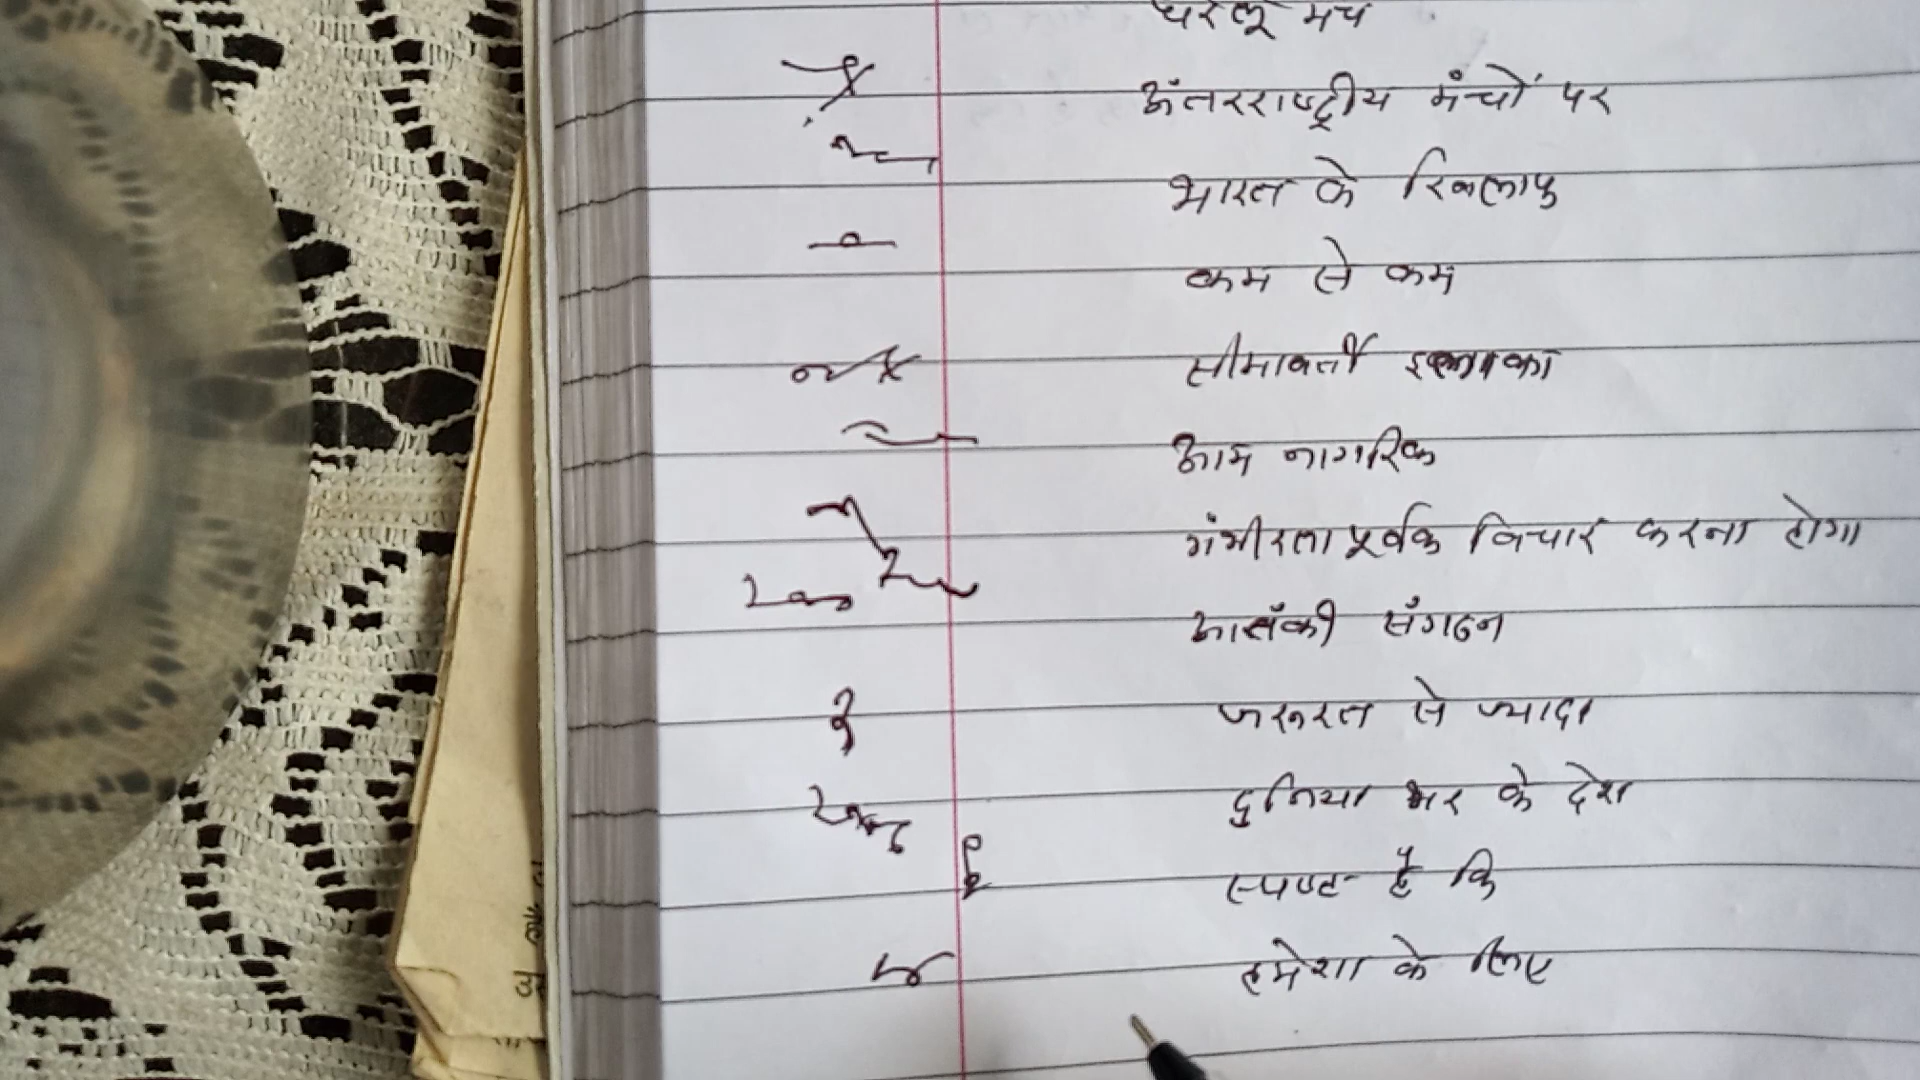 घरेलू मंच
अंतरराष्ट्रीय मंचों पर
भारत के खिलाफ
कम से कम
सीमावर्ती इलाका
आम नागरिक
गंभीरतापूर्वक विचार करना होगा
आतंकी संगठन
जरूरत से ज्यादा
दुनिया भर के देश
स्पष्ट है कि
हमेशा के लिए